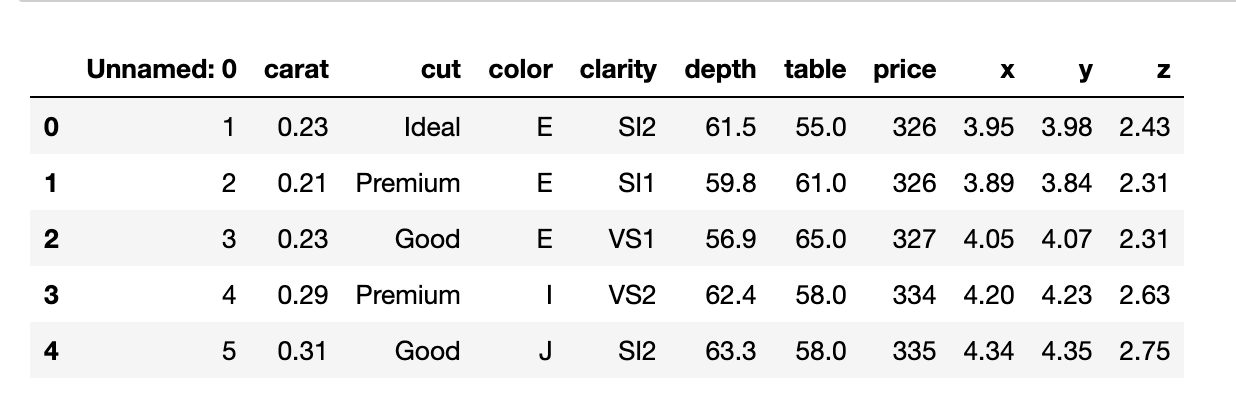 Unnamed: 0 carat cut color clarity depth table price x y z
0 1 0.23 Ideal E SI2 61.5 55.0 326 3.95 3.98 2.43
1 2 0.21 Premium E SI1 59.8 61.0 326 3.89 3.84 2.31
2 3 0.23 Good E VS1 56.9 65.0 327 4.05 4.07 2.31
3 4 0.29 Premium I VS2 62.4 58.0 334 4.20 4.23 2.63
4 5 0.31 Good J SI2 63.3 58.0 335 4.34 4.35 2.75